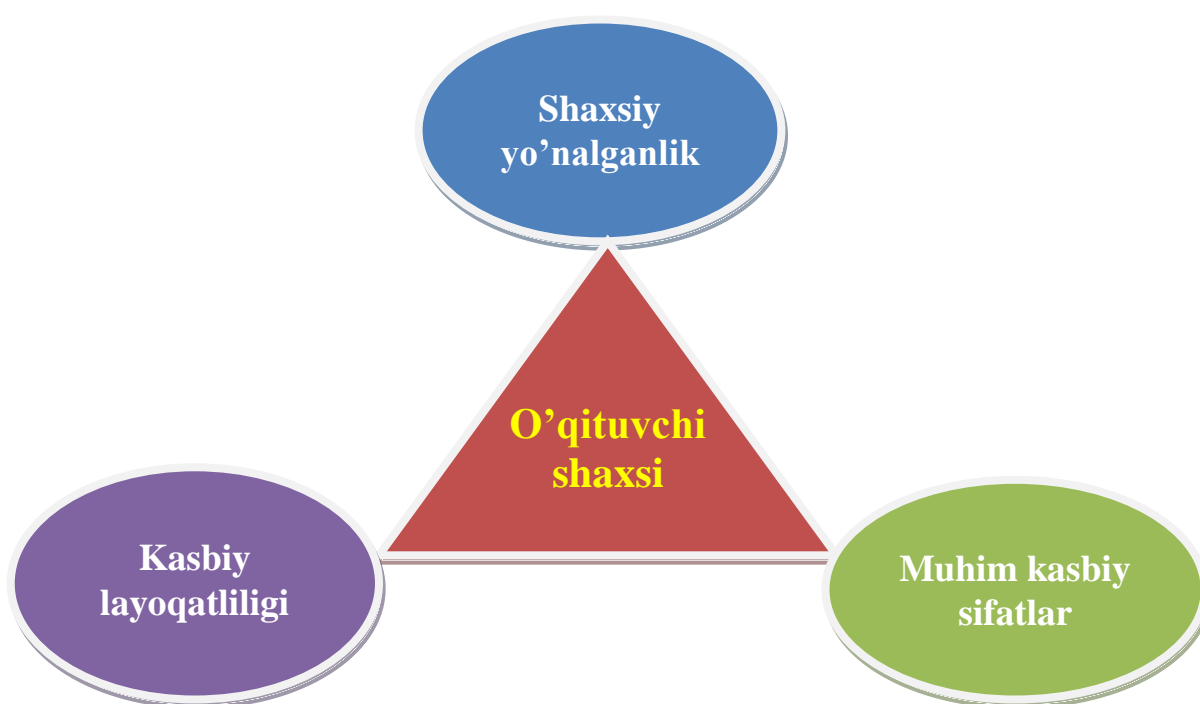 Shaxsiy
yo’nalganlik
O’qituvchi
shaxsi
Kasbiy
layoqatliligi
Muhim kasbiy
sifatlar